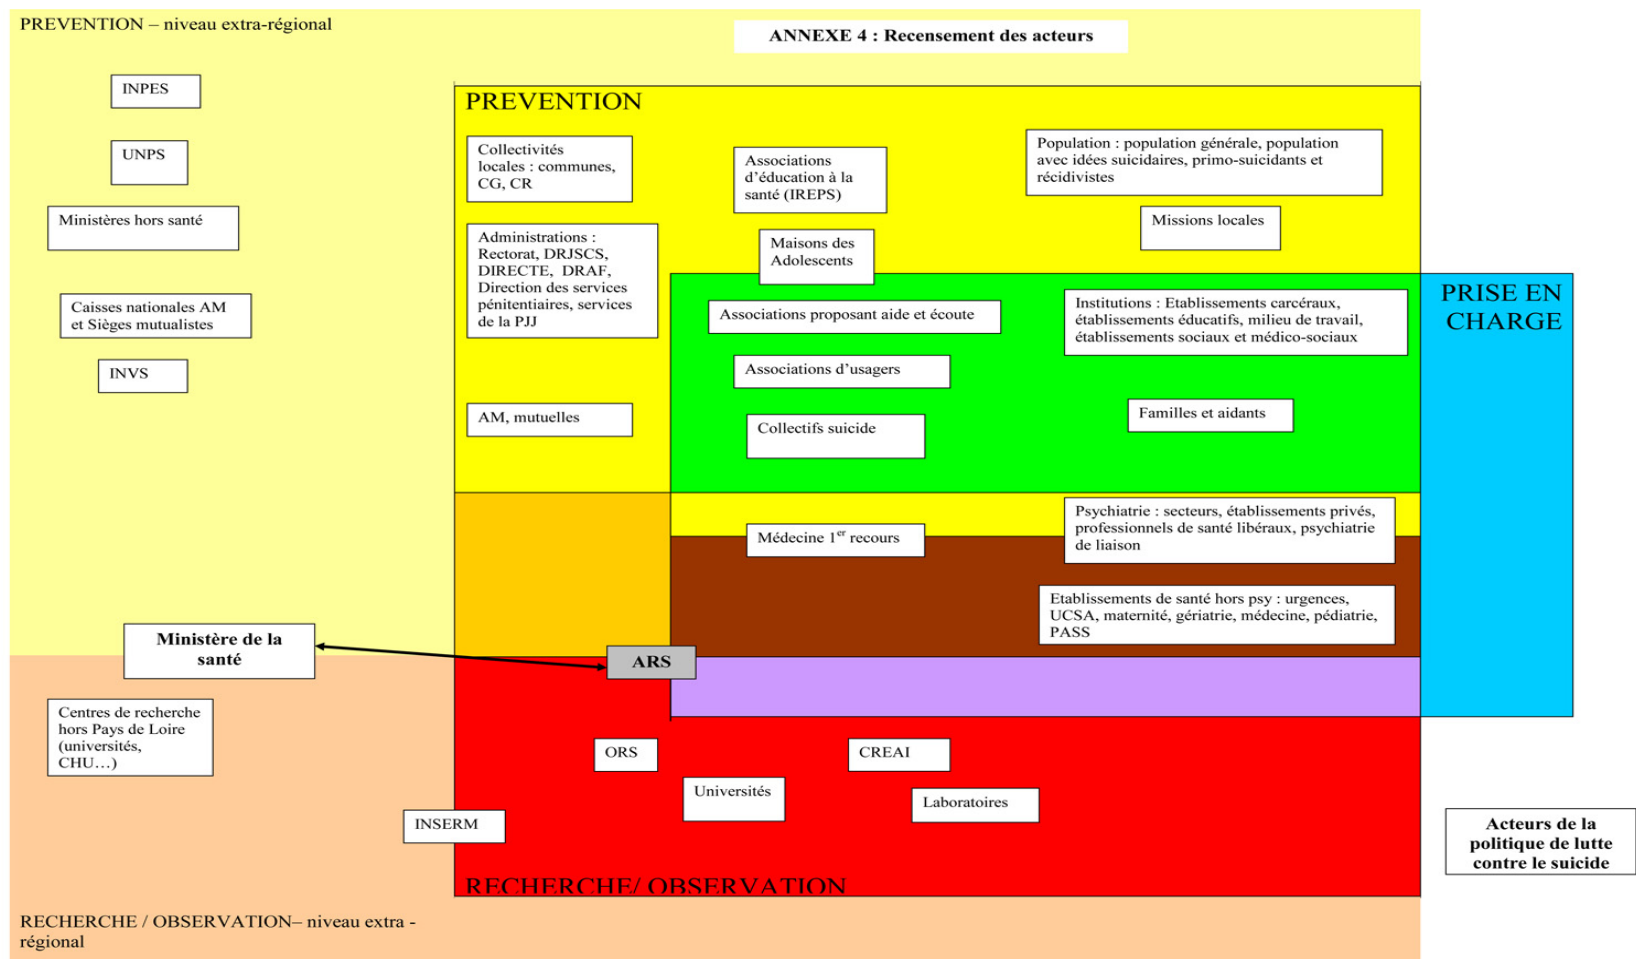 PREVENTION – niveau extra-régional
ANNEXE 4 : Recensement des acteurs
INPES
UNPS
Ministères hors santé
Caisses nationales AM
et Sièges mutualistes
INVS
PREVENTION
Collectivités
locales : communes,
CG, CR
Administrations :
Rectorat, DRJSCS,
DIRECTE, DRAF,
Direction des services
pénitentiaires, services
de la PJJ
AM, mutuelles
Associations
d’éducation à la
santé (IREPS)
Maisons des
Adolescents
Associations proposant aide et écoute
Associations d’usagers
Collectifs suicide
Population : population générale, population
avec idées suicidaires, primo-suicidants et
récidivistes
Missions locales
Institutions : Etablissements carcéraux,
établissements éducatifs, milieu de travail,
établissements sociaux et médico-sociaux
Familles et aidants
PRISE EN
CHARGE
Médecine 1er recours
Psychiatrie : secteurs, établissements privés,
professionnels de santé libéraux, psychiatrie
de liaison
Etablissements de santé hors psy : urgences,
UCSA, maternité, gériatrie, médecine, pédiatrie,
PASS
Ministère de la
santé
ARS
Centres de recherche
hors Pays de Loire
(universités,
CHU…)
ORS
CREAI
Universités
Laboratoires
INSERM
Acteurs de la
politique de lutte
contre le suicide
RECHERCHE/ OBSERVATION
RECHERCHE / OBSERVATION– niveau extra -
régional